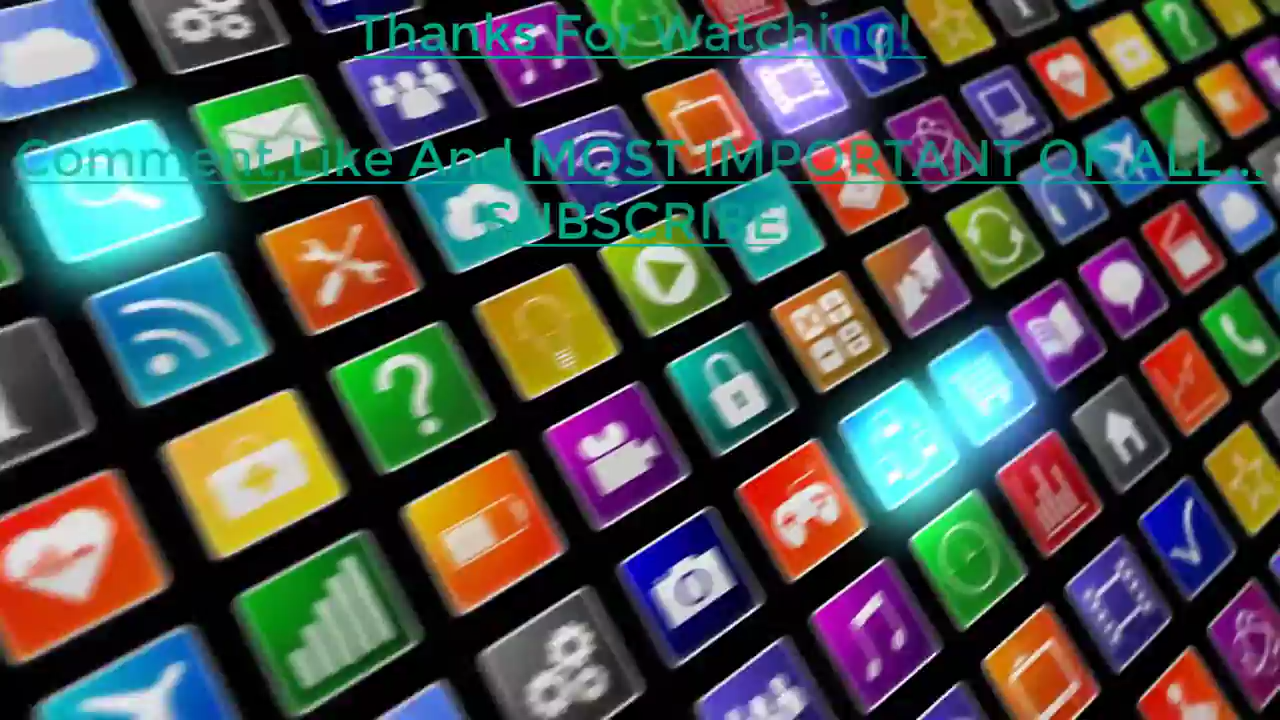 Thanks For Watching!
Comment,Like And MOST IMPORTANT OF ALL...
SUBSCRIBE